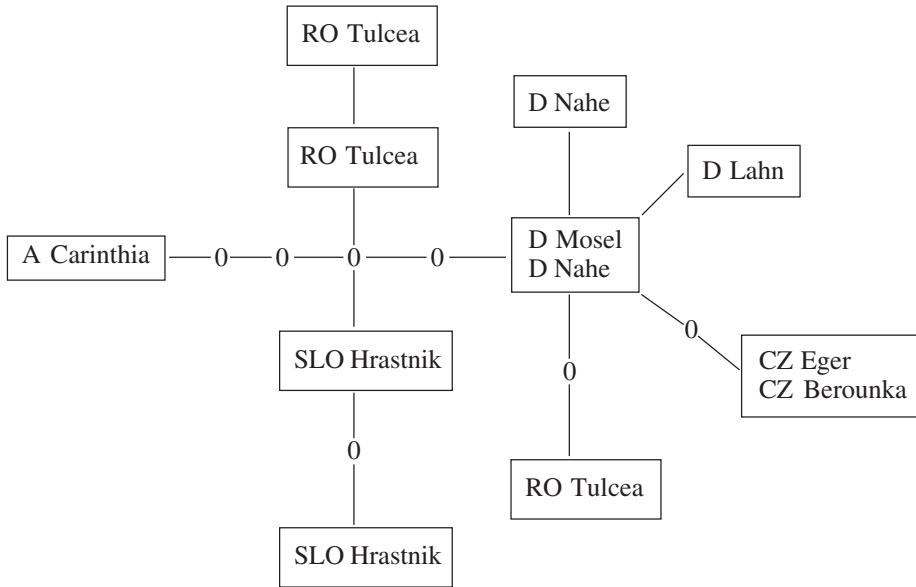 RO Tulcea
D Nahe
RO Tulcea
D Lahn
A Carinthia
0
0
0
0
D Mosel
D Nahe
0
SLO Hrastnik
0
CZ Eger
CZ Berounka
0
RO Tulcea
SLO Hrastnik